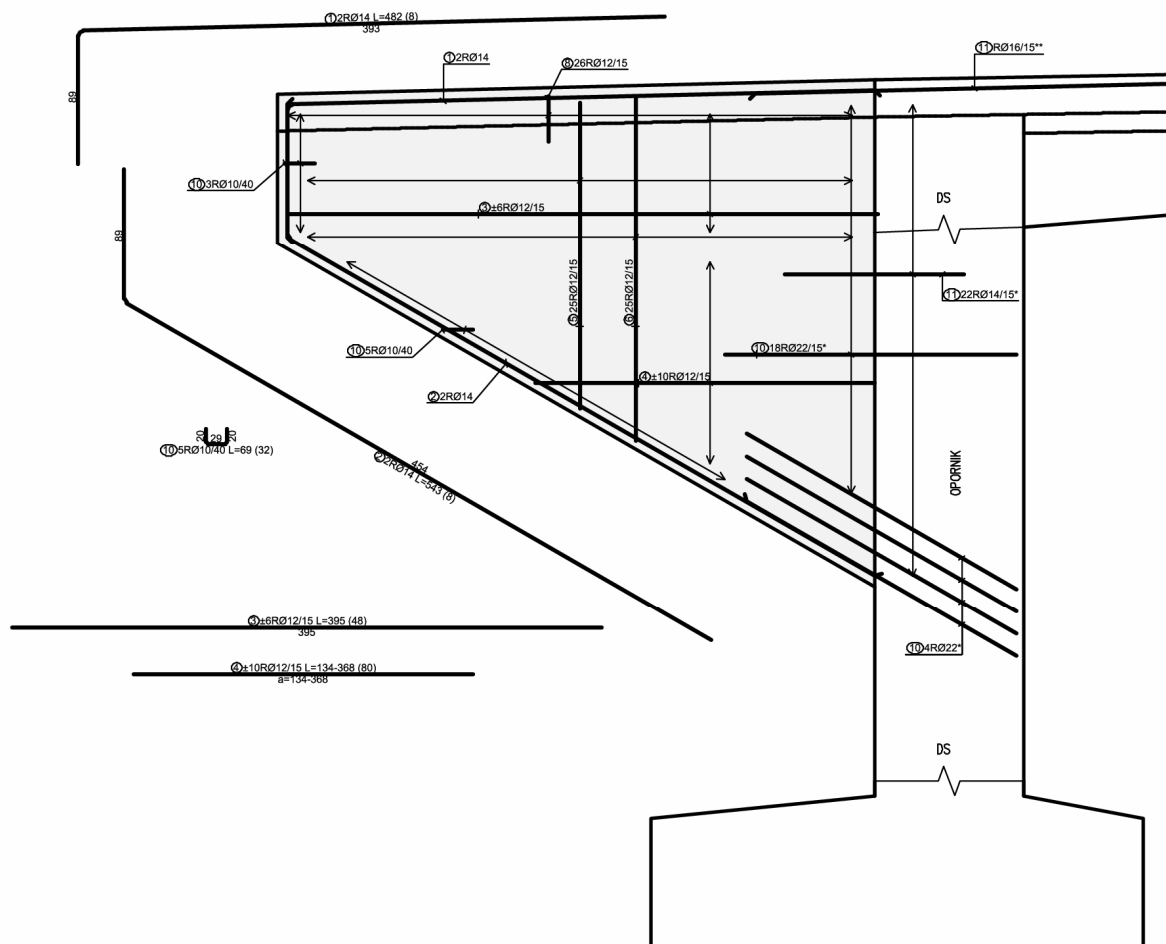 ①2RØ14 L=482 (8)
393
89
①2RØ14
⑧26RØ12/15
⑪RØ16/15**
⑩3RØ10/40
③±6RØ12/15
DS
89
⑤25RØ12/15
⑥25RØ12/15
⑪22RØ14/15*
⑩5RØ10/40
⑩18RØ22/15*
④±10RØ12/15
②2RØ14
20
29
20
⑩5RØ10/40 L=69 (32)
454
②2RØ14 L=543 (8)
OPORNIK
③±6RØ12/15 L=395 (48)
395
⑩4RØ22*
④±10RØ12/15 L=134-368 (80)
a=134-368
DS